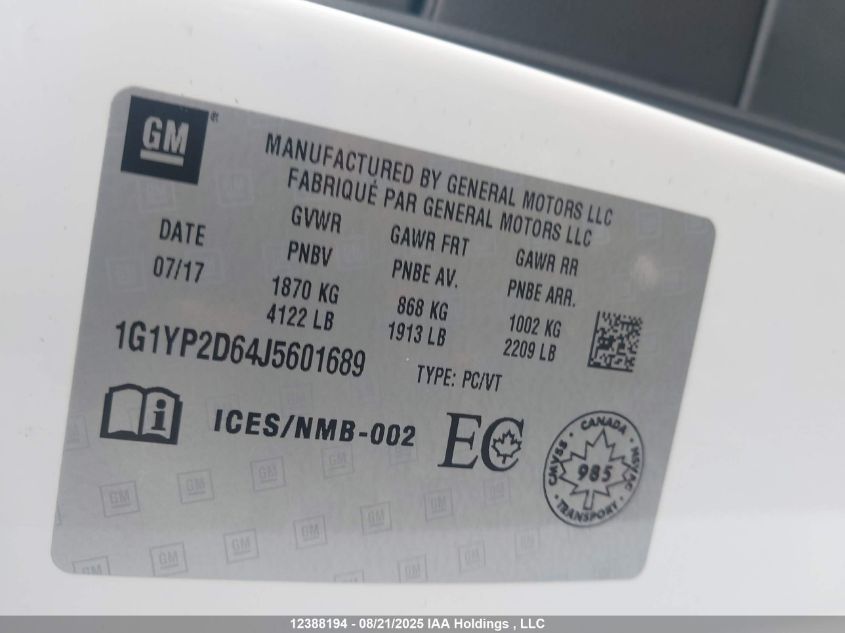 GM
MANUFACTURED BY GENERAL MOTORS LLC
FABRIQUÉ PAR GENERAL MOTORS LLC
DATE GVWR GAWR FRT GAWR RR
07/17 PNBV PNBE AV. PNBE ARR.
1870 KG 868 KG 1002 KG
4122 LB 1913 LB 2209 LB
1G1YP2D64J5601689 TYPE: PC/VT
ICES/NMB-002 EC
CANADA
CMVSS 985 NSVAC
TRANSPORT
12388194 - 08/21/2025 IAA Holdings , LLC